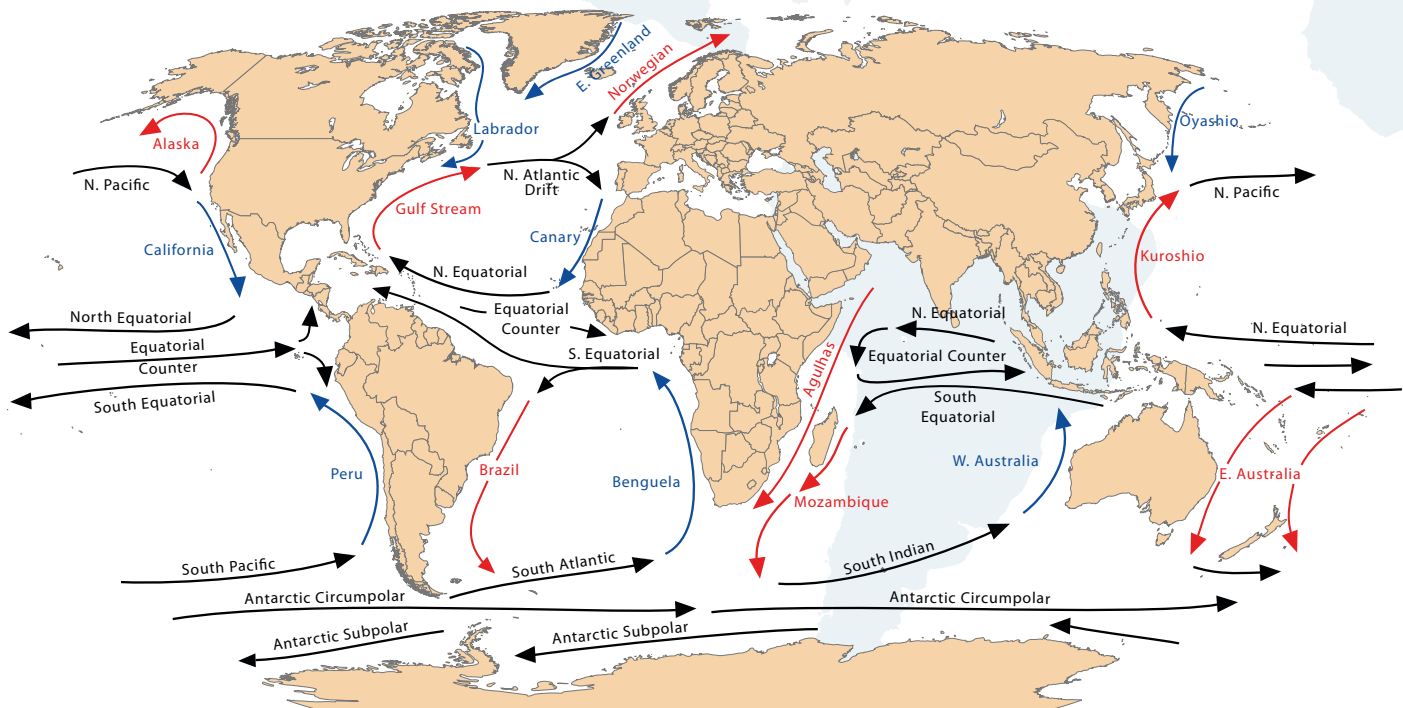 E. Greenland
Norwegian
Labrador
Oyashio
Alaska
N. Pacific
N. Atlantic
Drift
N. Pacific
Gulf Stream
California
Canary
Kuroshio
N. Equatorial
North Equatorial
Equatorial
Counter
N. Equatorial
N. Equatorial
Equatorial
Counter
S. Equatorial
Equatorial Counter
South Equatorial
Agulhas
South
Equatorial
Peru
Brazil
Benguela
W. Australia
E. Australia
Mozambique
South Pacific
South Atlantic
South Indian
Antarctic Circumpolar
Antarctic Circumpolar
Antarctic Subpolar
Antarctic Subpolar